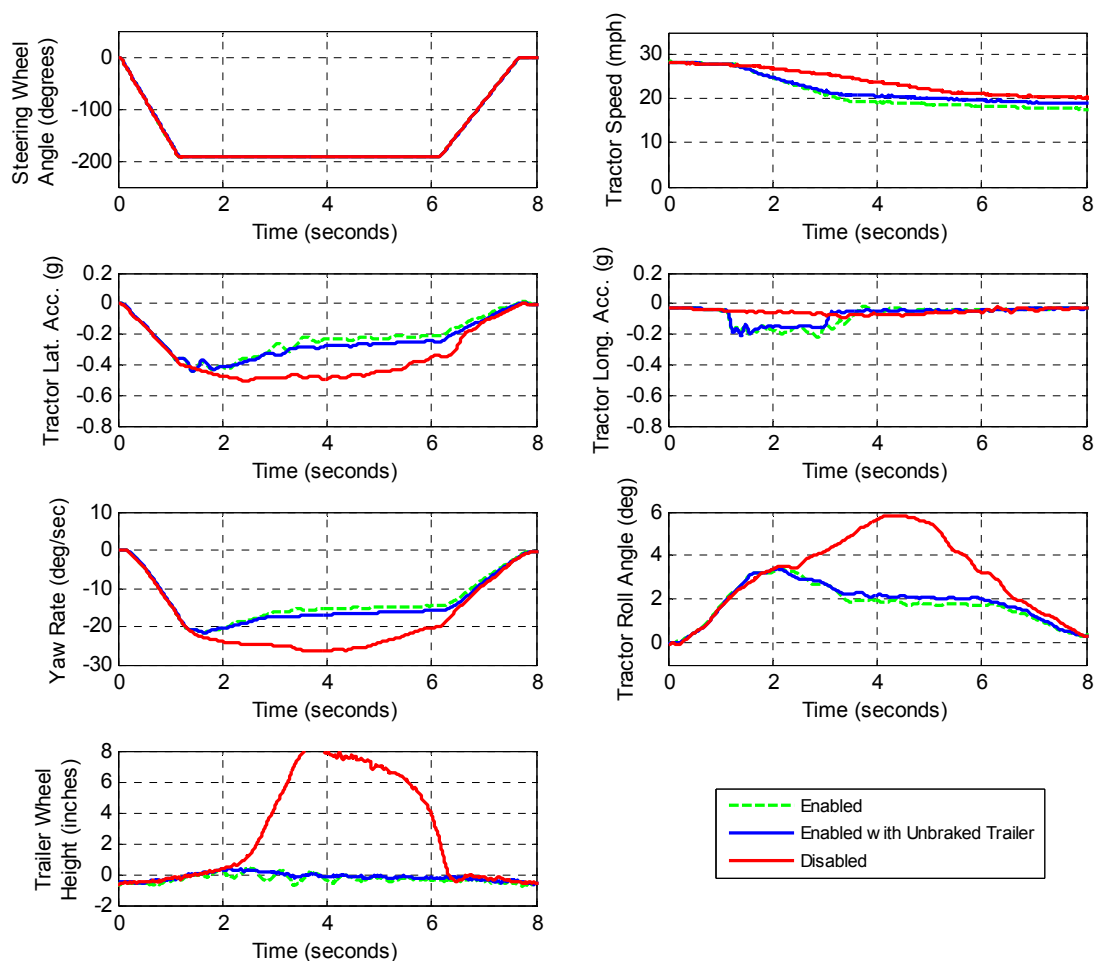 Steering Wheel
Angle (degrees)
0
-100
-200
0 2 4 6 8
Time (seconds)
Tractor Speed (mph)
30
20
10
0
0 2 4 6 8
Time (seconds)
Tractor Lat. Acc. (g)
0.2
0
-0.2
-0.4
-0.6
-0.8
0 2 4 6 8
Time (seconds)
Tractor Long. Acc. (g)
0.2
0
-0.2
-0.4
-0.6
-0.8
0 2 4 6 8
Time (seconds)
Yaw Rate (deg/sec)
10
0
-10
-20
-30
0 2 4 6 8
Time (seconds)
Tractor Roll Angle (deg)
6
4
2
0
0 2 4 6 8
Time (seconds)
Trailer Wheel
Height (inches)
8
6
4
2
0
-2
0 2 4 6 8
Time (seconds)
Enabled
Enabled with Unbraked Trailer
Disabled